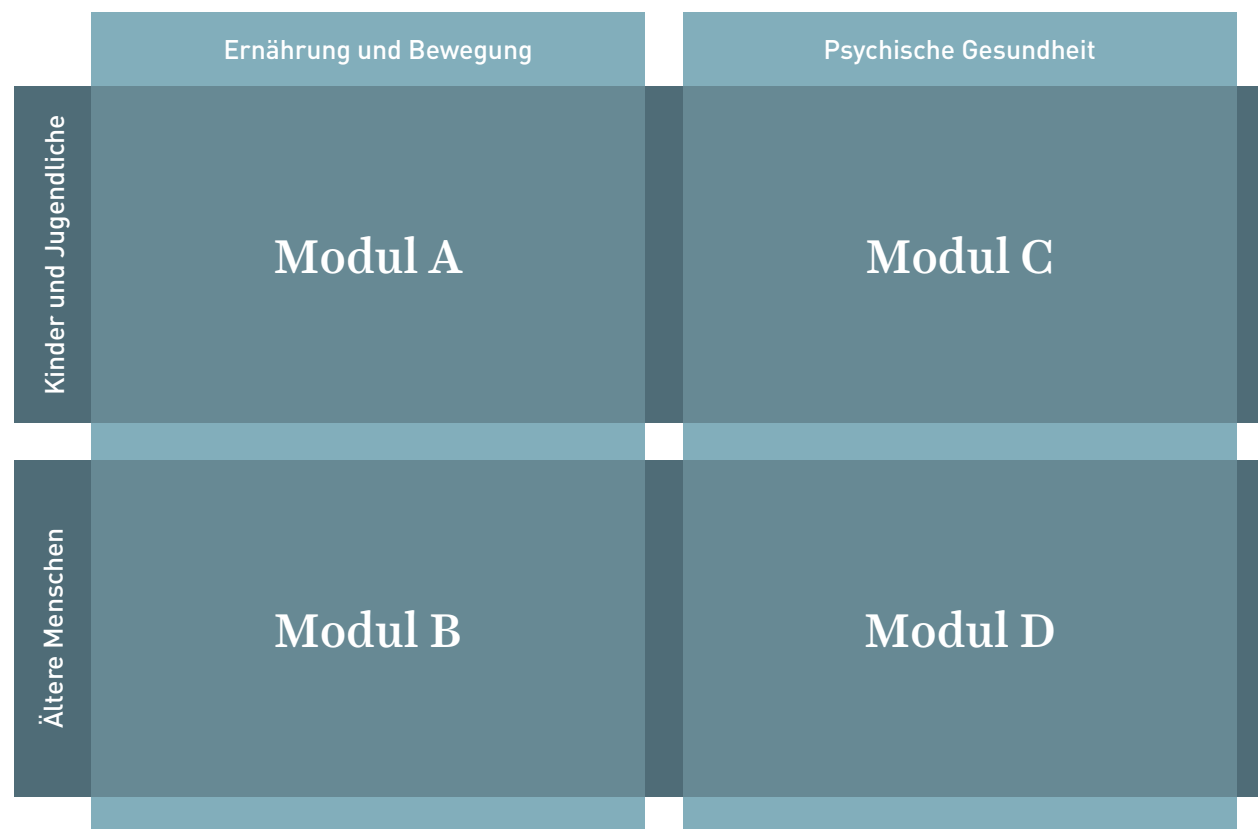 Ernährung und Bewegung
Psychische Gesundheit
Kinder und Jugendliche
Modul A
Modul C
Ältere Menschen
Modul B
Modul D